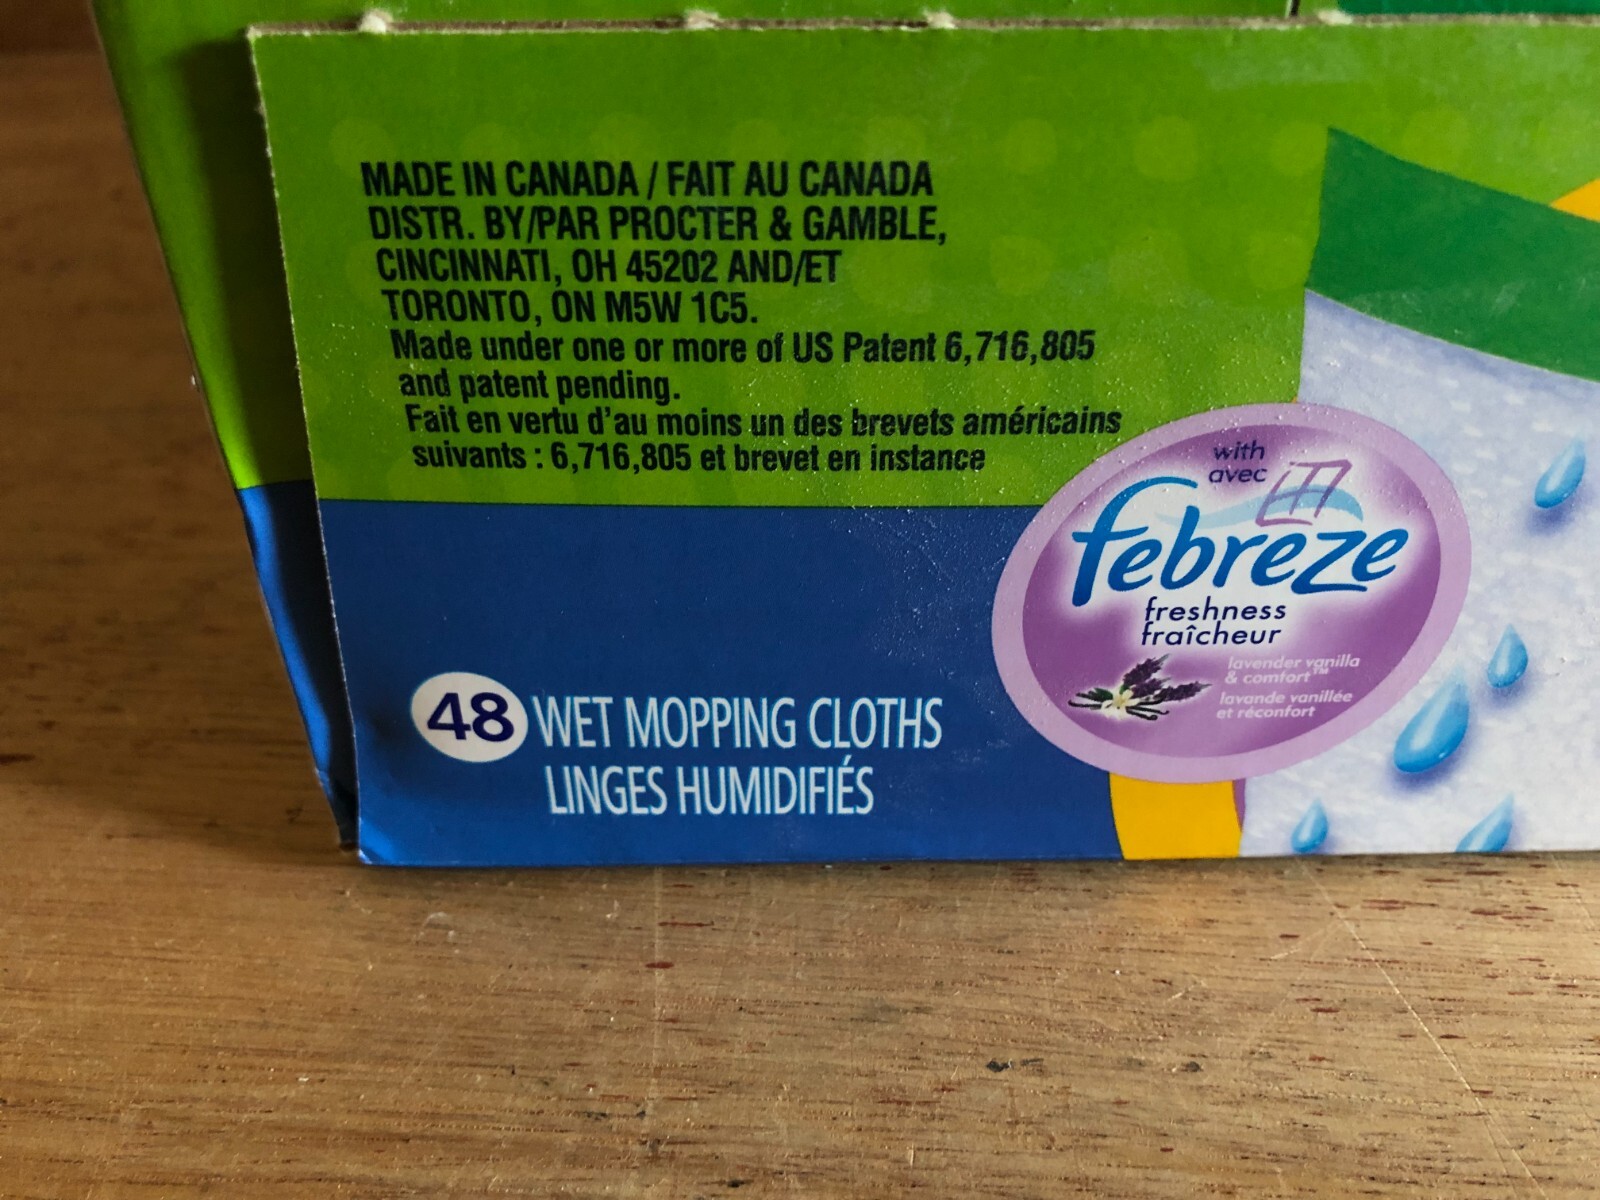 MADE IN CANADA / FAIT AU CANADA
DISTR. BY/PAR PROCTER & GAMBLE,
CINCINNATI, OH 45202 AND/ET
TORONTO, ON M5W 1C5.
Made under one or more of US Patent 6,716,805
and patent pending.
Fait en vertu d'au moins un des brevets américains
suivants : 6,716,805 et brevet en instance
with
avec
febreze
freshness
fraîcheur
lavender vanilla
& comfort™
lavande vanillée
et réconfort
48 WET MOPPING CLOTHS
LINGES HUMIDIFIÉS